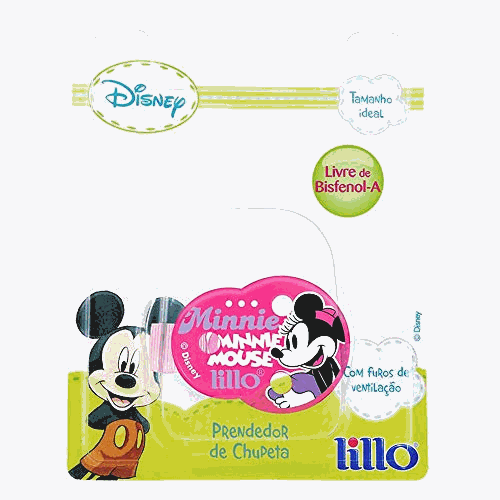 Disney
Tamanho
ideal
Livre de
Bisfenol-A
Minnie
MINNIE
MOUSE
lillo®
© Disney
© Disney
Com furos de
ventilação
Prendedor
de Chupeta
lillo®